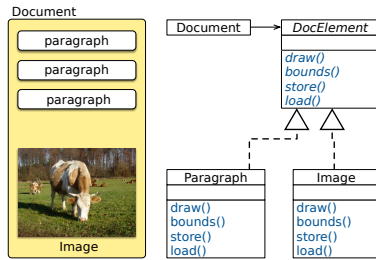 Document
paragraph
paragraph
paragraph
Image
Document
DocElement
draw()
bounds()
store()
load()
Paragraph
draw()
bounds()
store()
load()
Image
draw()
bounds()
store()
load()